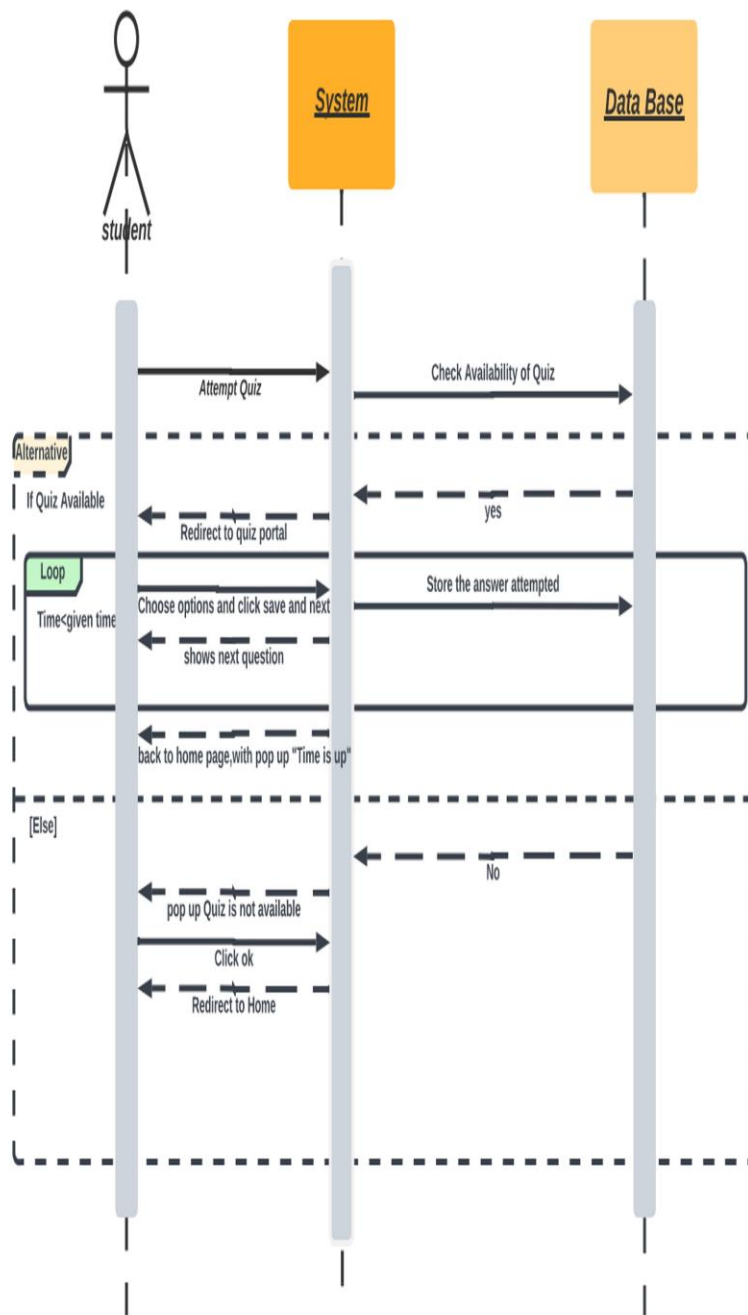 System
Data Base
student
Attempt Quiz
Check Availability of Quiz
Alternative
If Quiz Available
yes
Redirect to quiz portal
Loop
Time<given time
Choose options and click save and next
Store the answer attempted
shows next question
back to home page,with pop up "Time is up"
[Else]
No
pop up Quiz is not available
Click ok
Redirect to Home